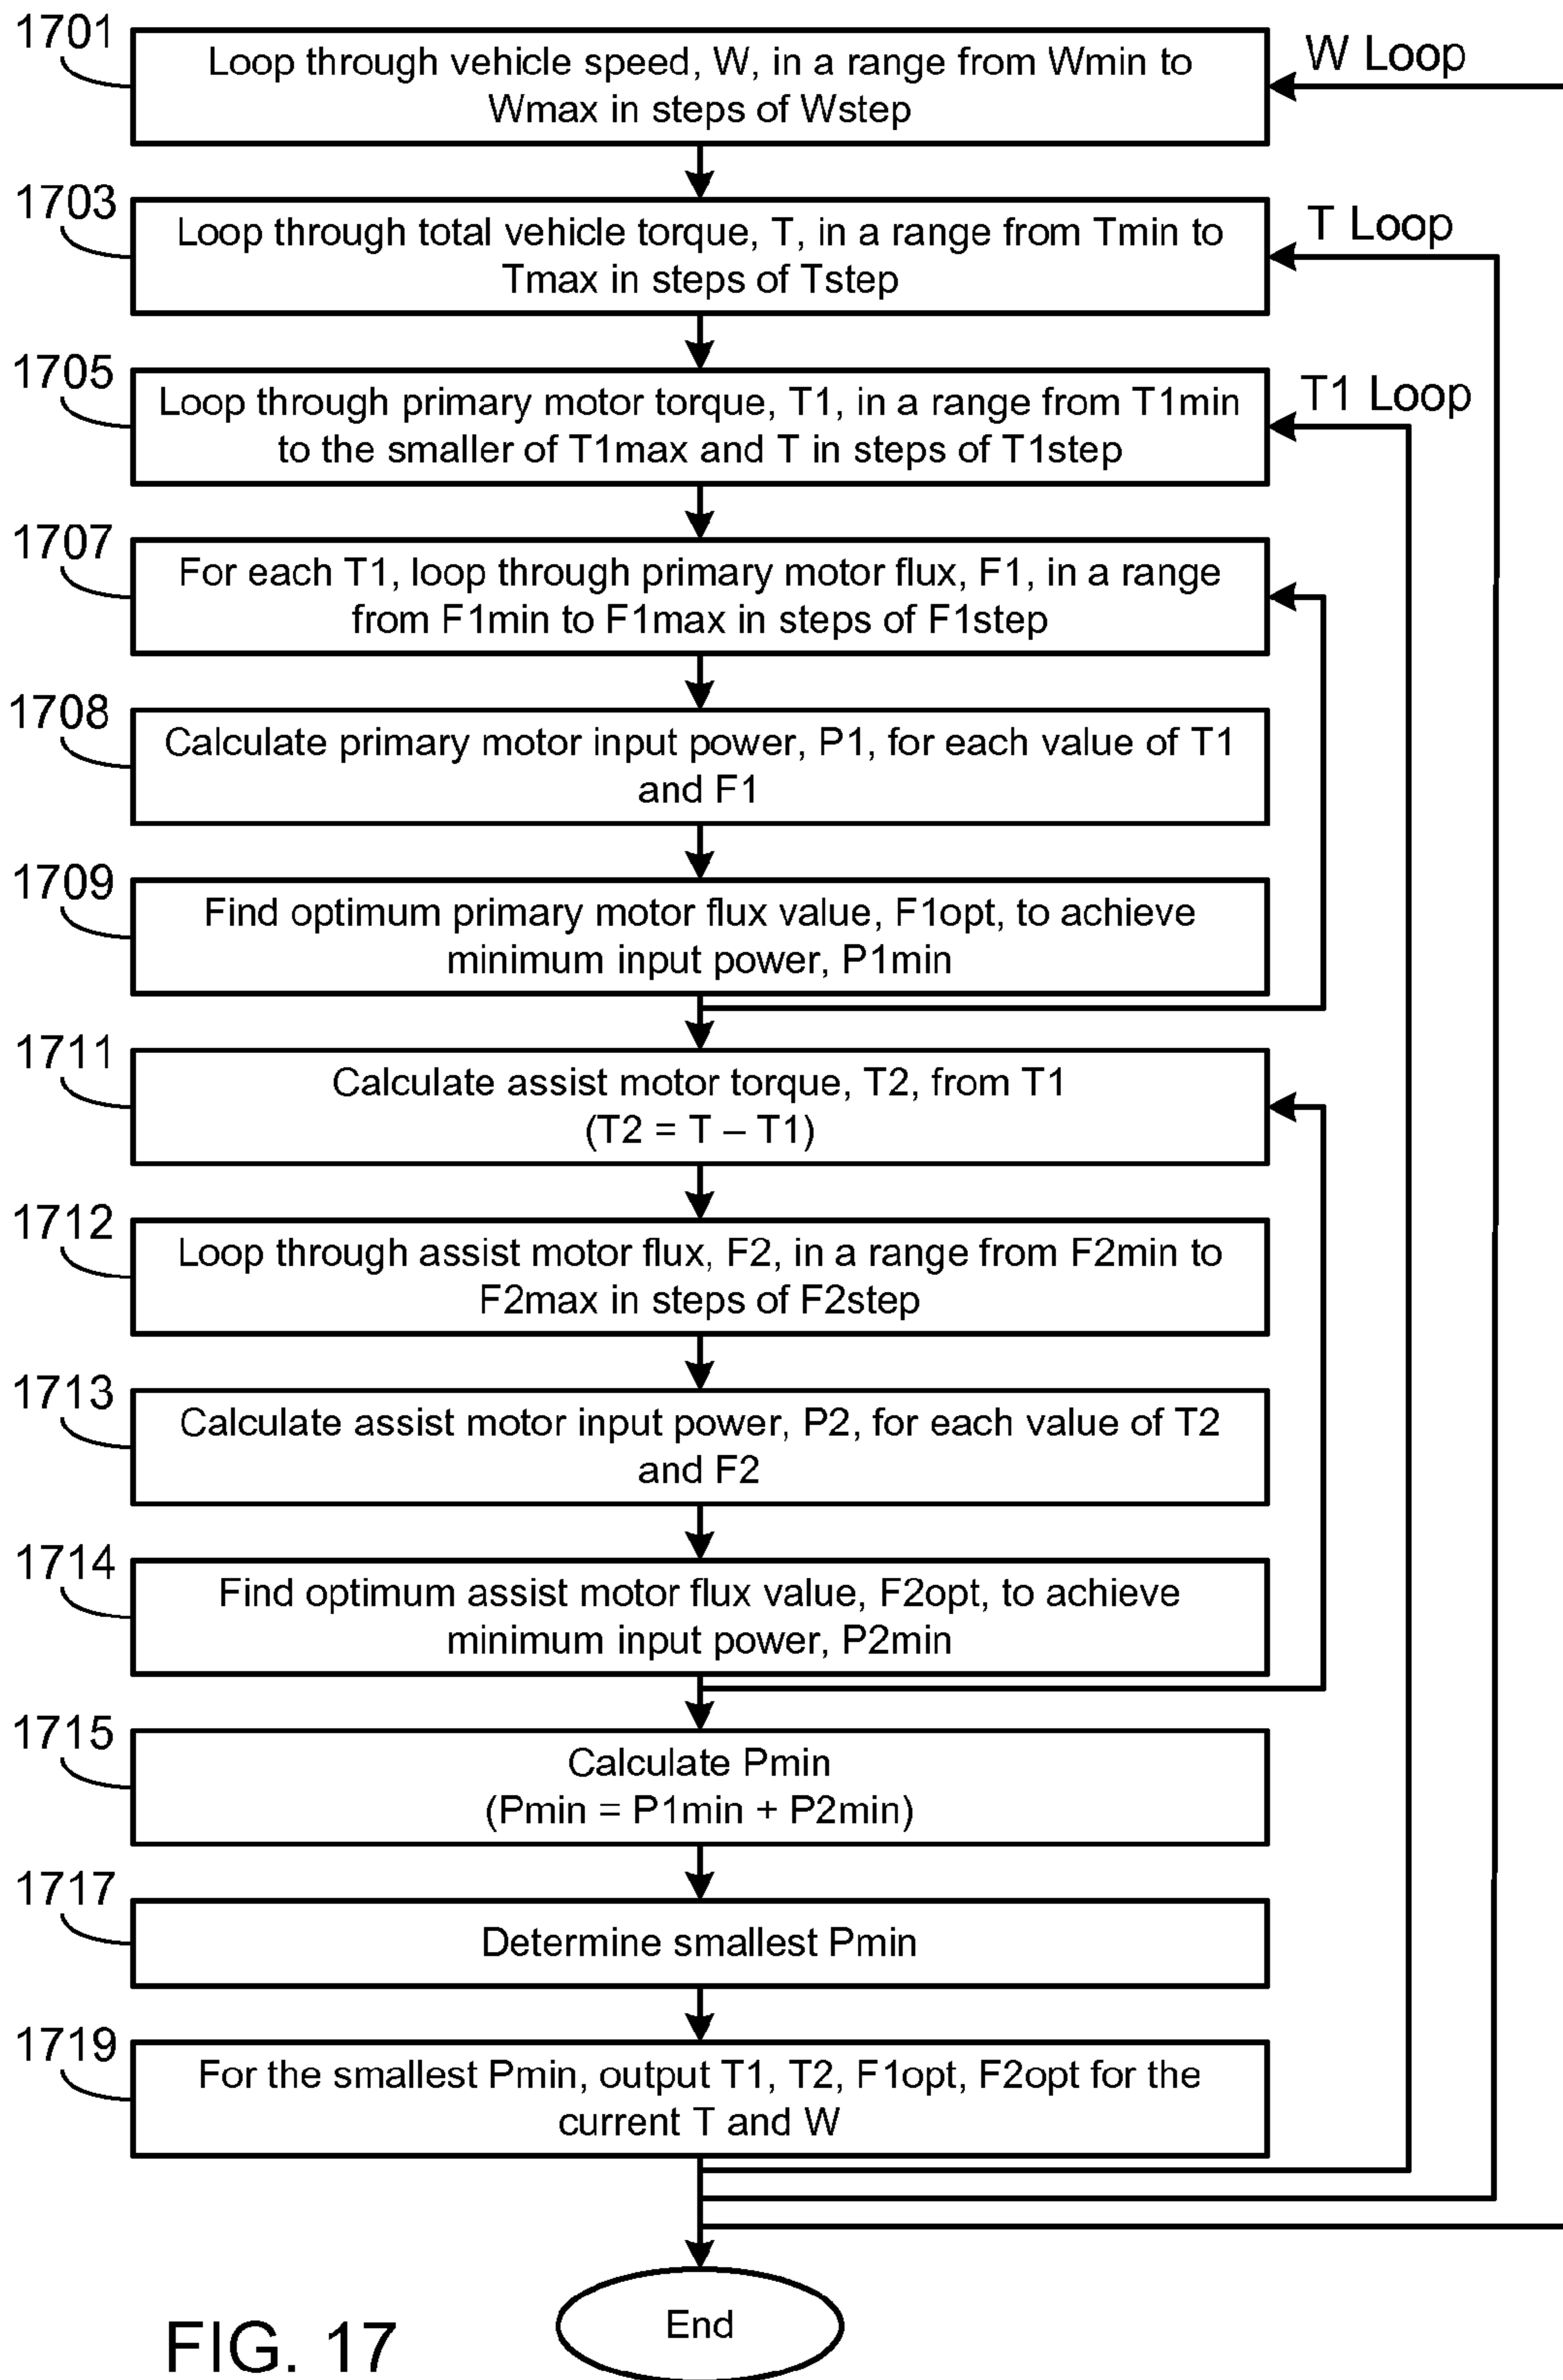 1701
Loop through vehicle speed, W, in a range from Wmin to
Wmax in steps of Wstep
W Loop
1703
Loop through total vehicle torque, T, in a range from Tmin to
Tmax in steps of Tstep
T Loop
1705
Loop through primary motor torque, T1, in a range from T1min
to the smaller of T1max and T in steps of T1step
T1 Loop
1707
For each T1, loop through primary motor flux, F1, in a range
from F1min to F1max in steps of F1step
1708
Calculate primary motor input power, P1, for each value of T1
and F1
1709
Find optimum primary motor flux value, F1opt, to achieve
minimum input power, P1min
1711
Calculate assist motor torque, T2, from T1
(T2 = T – T1)
1712
Loop through assist motor flux, F2, in a range from F2min to
F2max in steps of F2step
1713
Calculate assist motor input power, P2, for each value of T2
and F2
1714
Find optimum assist motor flux value, F2opt, to achieve
minimum input power, P2min
1715
Calculate Pmin
(Pmin = P1min + P2min)
1717
Determine smallest Pmin
1719
For the smallest Pmin, output T1, T2, F1opt, F2opt for the
current T and W
End
FIG. 17